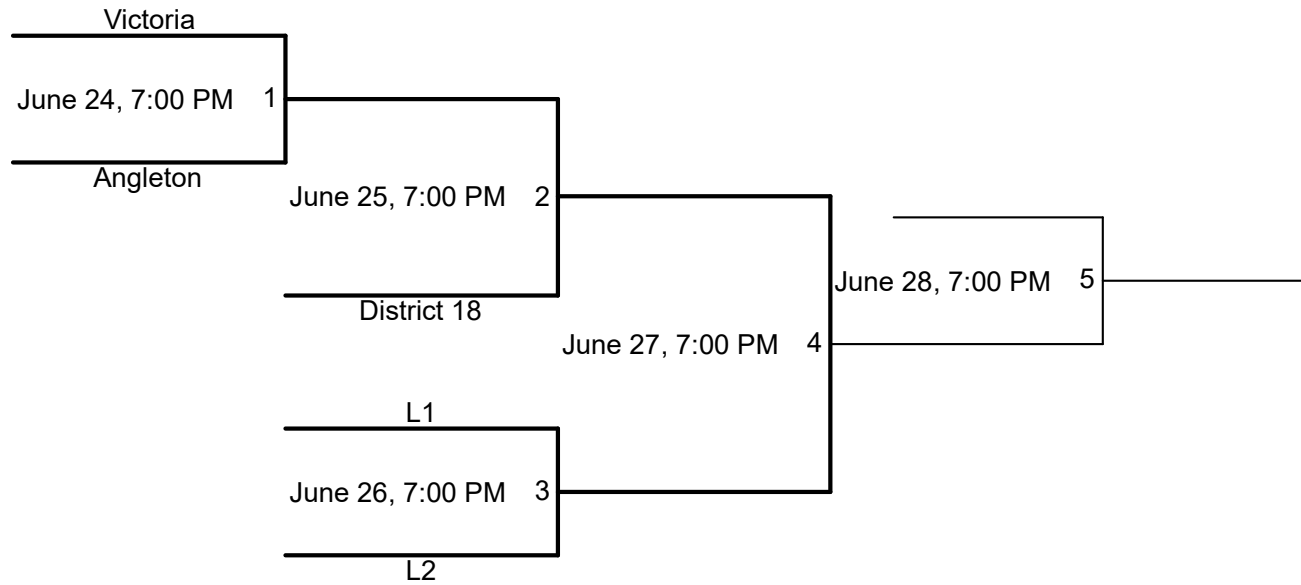 Victoria
June 24, 7:00 PM 1
Angleton
June 25, 7:00 PM 2
District 18
June 28, 7:00 PM 5
June 27, 7:00 PM 4
L1
June 26, 7:00 PM 3
L2